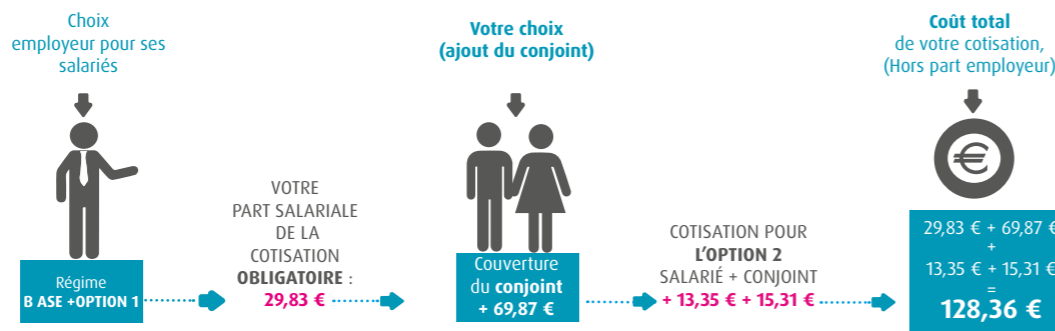 Choix
employeur pour ses
salariés
Régime
B ASE +OPTION 1
VOTRE
PART SALARIALE
DE LA
COTISATION
OBLIGATOIRE :
29,83 €
Votre choix
(ajout du conjoint)
Couverture
du conjoint
+ 69,87 €
COTISATION POUR
L'OPTION 2
SALARIÉ + CONJOINT
+ 13,35 € + 15,31 €
Coût total
de votre cotisation,
(Hors part employeur)
€
29,83 € + 69,87 €
+
13,35 € + 15,31 €
=
128,36 €